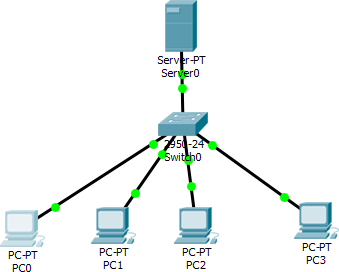 Server-PT
Server0
2950-24
Switch0
PC-PT
PC0
PC-PT
PC1
PC-PT
PC2
PC-PT
PC3